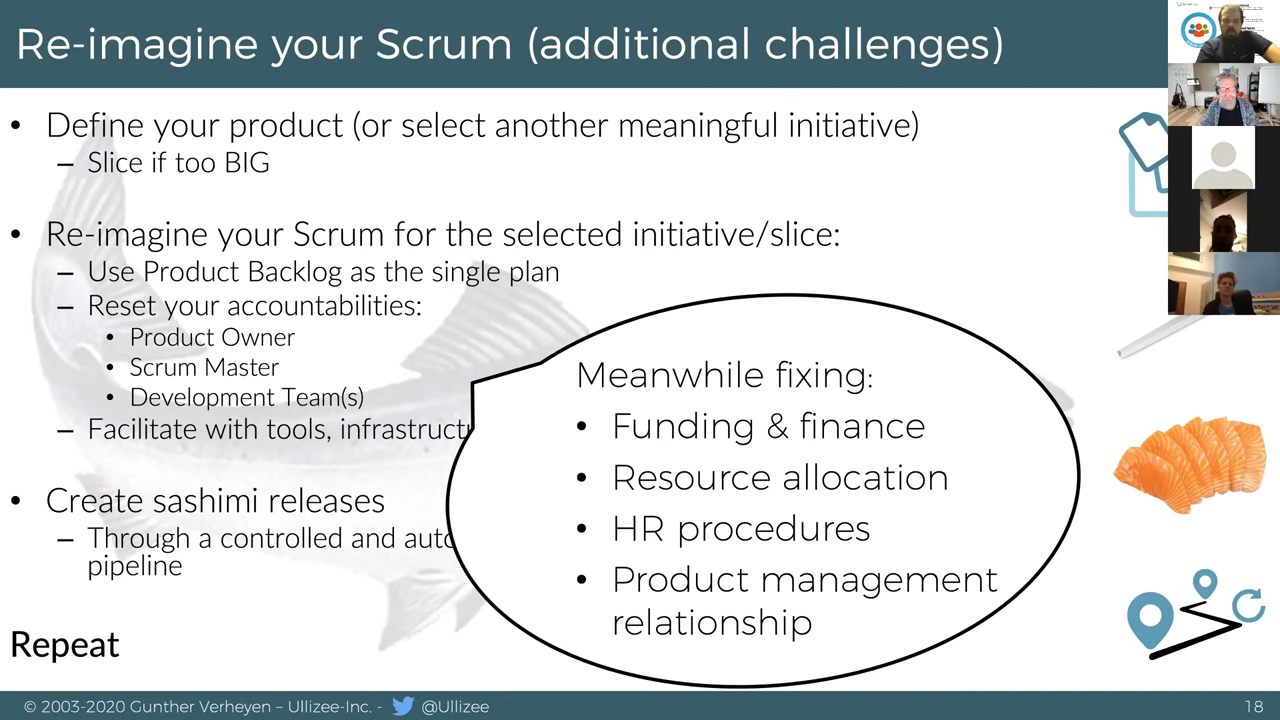 Re-imagine your Scrum (additional challenges)
• Define your product (or select another meaningful initiative)
– Slice if too BIG
• Re-imagine your Scrum for the selected initiative/slice:
– Use Product Backlog as the single plan
– Reset your accountabilities:
• Product Owner
• Scrum Master
• Development Team(s)
– Facilitate with tools, infrastruct
• Create sashimi releases
– Through a controlled and auto
pipeline
Repeat
Meanwhile fixing:
• Funding & finance
• Resource allocation
• HR procedures
• Product management
relationship
© 2003-2020 Gunther Verheyen – Ullizee-Inc. - @Ullizee
18